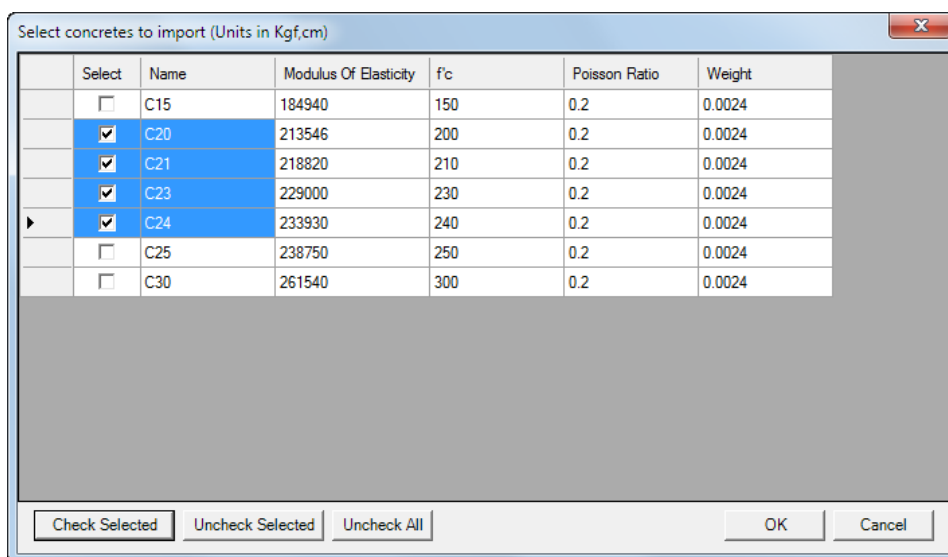 Select concretes to import (Units in Kgf,cm)
Select Name Modulus Of Elasticity f'c Poisson Ratio Weight
C15 184940 150 0.2 0.0024
C20 213546 200 0.2 0.0024
C21 218820 210 0.2 0.0024
C23 229000 230 0.2 0.0024
C24 233930 240 0.2 0.0024
C25 238750 250 0.2 0.0024
C30 261540 300 0.2 0.0024
Check Selected Uncheck Selected Uncheck All OK Cancel